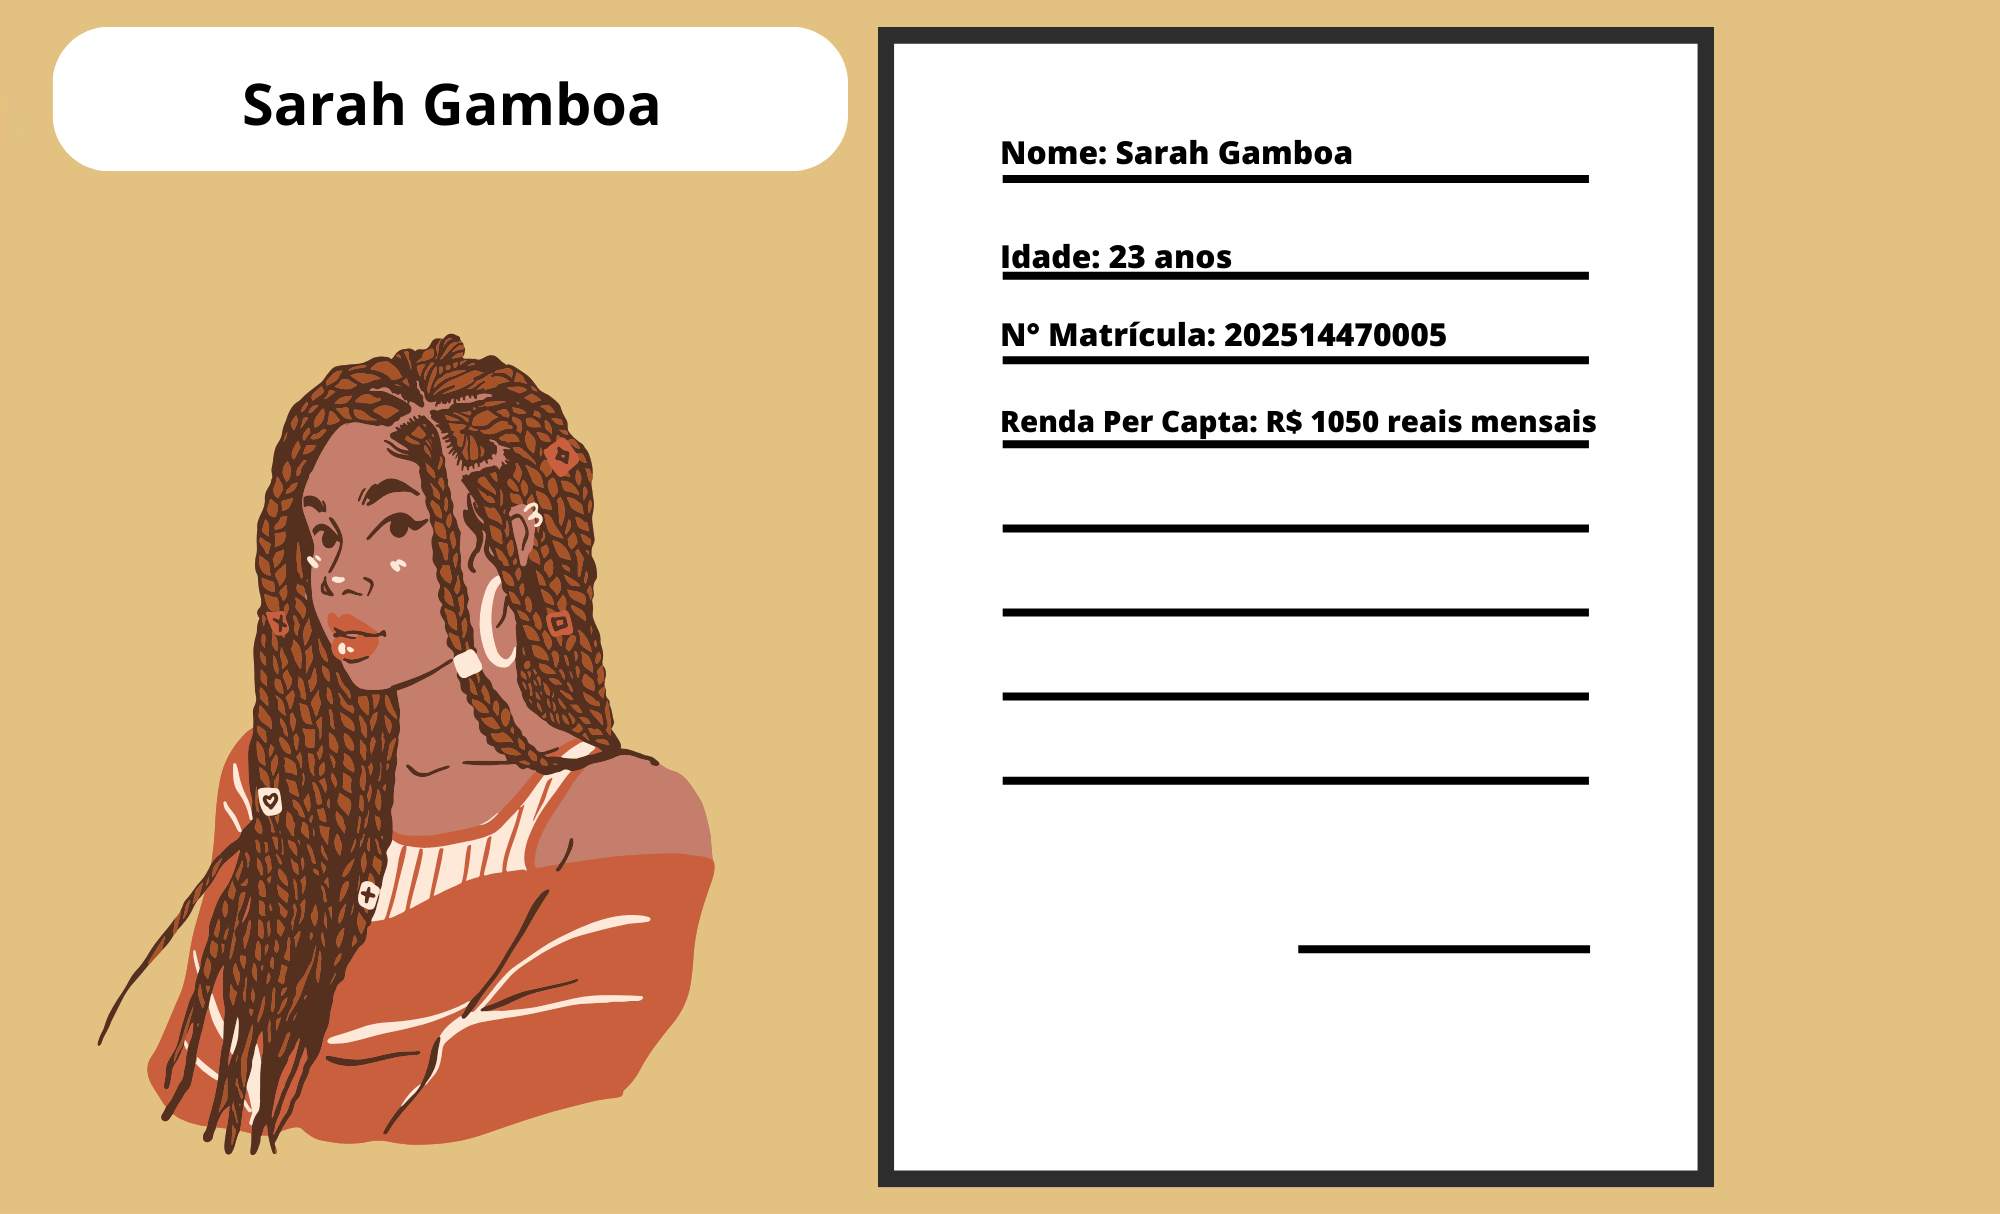 Sarah Gamboa
Nome: Sarah Gamboa
Idade: 23 anos
N° Matrícula: 202514470005
Renda Per Capta: R$ 1050 reais mensais